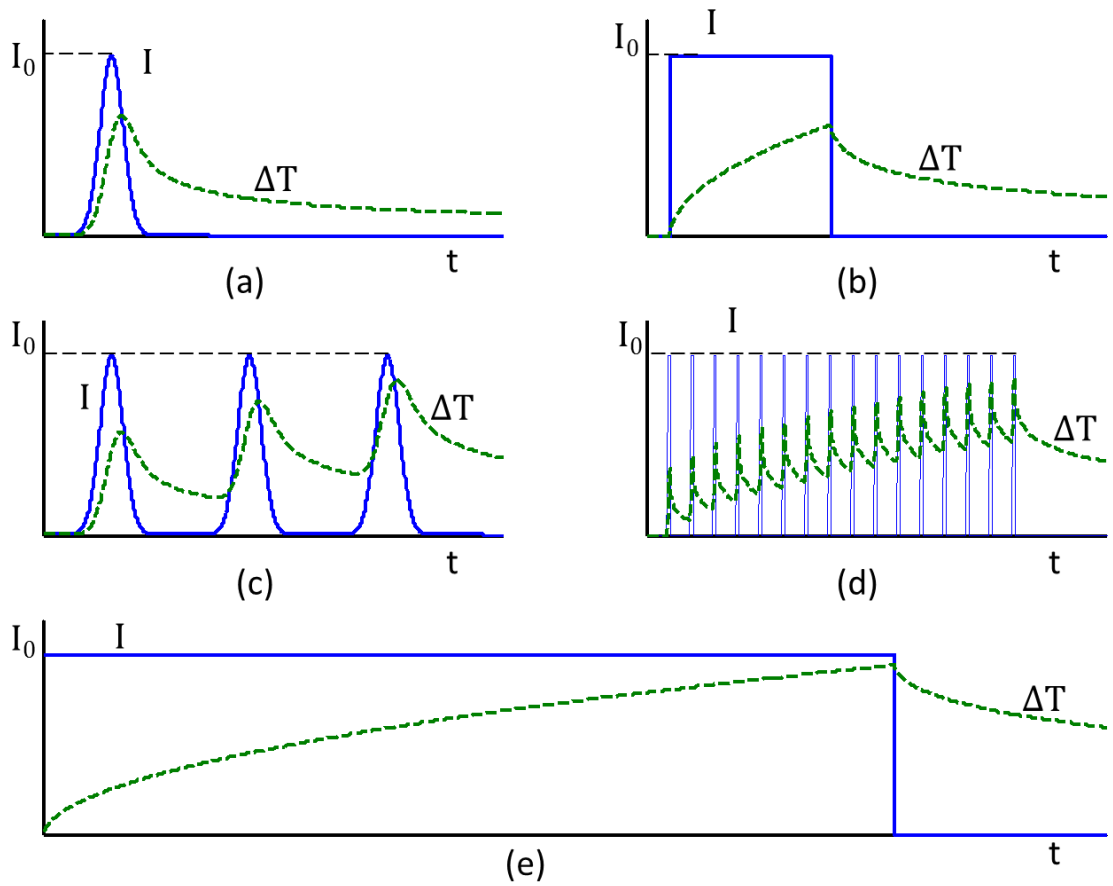 I₀ I ΔT t
(a)
I₀ I ΔT t
(b)
I₀ I ΔT t
(c)
I₀ I ΔT t
(d)
I₀ I ΔT t
(e)